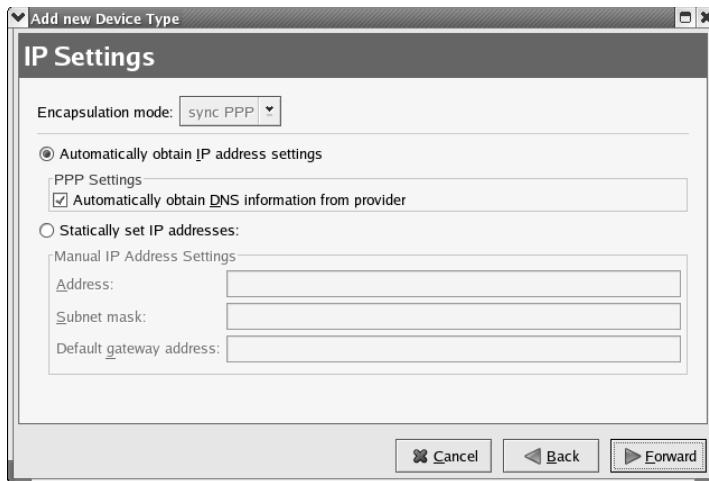 Add new Device Type
IP Settings
Encapsulation mode: sync PPP
Automatically obtain IP address settings
PPP Settings
Automatically obtain DNS information from provider
Statically set IP addresses:
Manual IP Address Settings
Address:
Subnet mask:
Default gateway address:
Cancel Back Forward